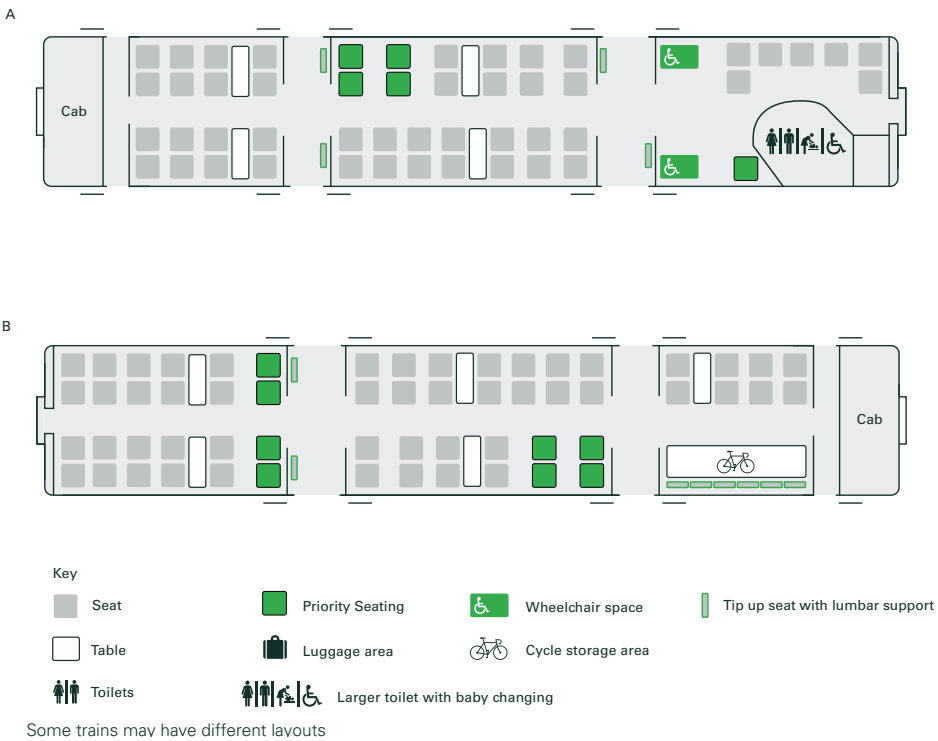 A
Cab
B
Cab
Key
Seat
Priority Seating
Wheelchair space
Tip up seat with lumbar support
Table
Luggage area
Cycle storage area
Toilets
Larger toilet with baby changing
Some trains may have different layouts